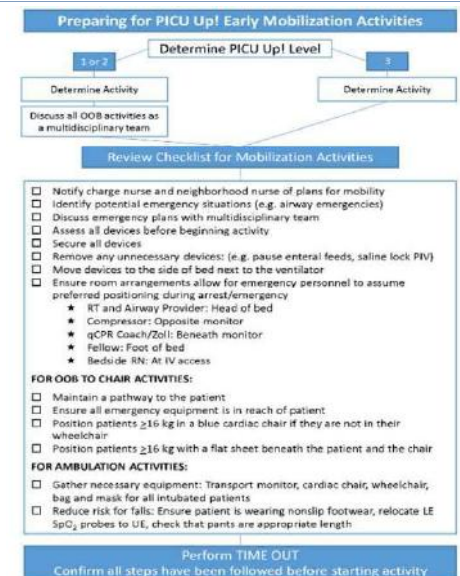 Preparing for PICU Up! Early Mobilization Activities
Determine PICU Up! Level
1 or 2
3
Determine Activity
Determine Activity
Discuss all OOB activities as
a multidisciplinary team
Review Checklist for Mobilization Activities
☐ Notify charge nurse and neighborhood nurse of plans for mobility
☐ Identify potential emergency situations (e.g. airway emergencies)
☐ Discuss emergency plans with multidisciplinary team
☐ Assess all devices before beginning activity
☐ Secure all devices
☐ Remove any unnecessary devices: (e.g. pause enteral feeds, saline lock PIV)
☐ Move devices to the side of bed next to the ventilator
☐ Ensure room arrangements allow for emergency personnel to assume
preferred positioning during arrest/emergency
★ RT and Airway Provider: Head of bed
★ Compressor: Opposite monitor
★ qCPR Coach/Zoll: Beneath monitor
★ Fellow: Foot of bed
★ Bedside RN: At IV access
FOR OOB TO CHAIR ACTIVITIES:
☐ Maintain a pathway to the patient
☐ Ensure all emergency equipment is in reach of patient
☐ Position patients ≥16 kg in a blue cardiac chair if they are not in their
wheelchair
☐ Position patients ≥16 kg with a flat sheet beneath the patient and the chair
FOR AMBULATION ACTIVITIES:
☐ Gather necessary equipment: Transport monitor, cardiac chair, wheelchair,
bag and mask for all intubated patients
☐ Reduce risk for falls: Ensure patient is wearing nonslip footwear, relocate LE
SpO₂ probes to UE, check that pants are appropriate length
Perform TIME OUT
Confirm all steps have been followed before starting activity